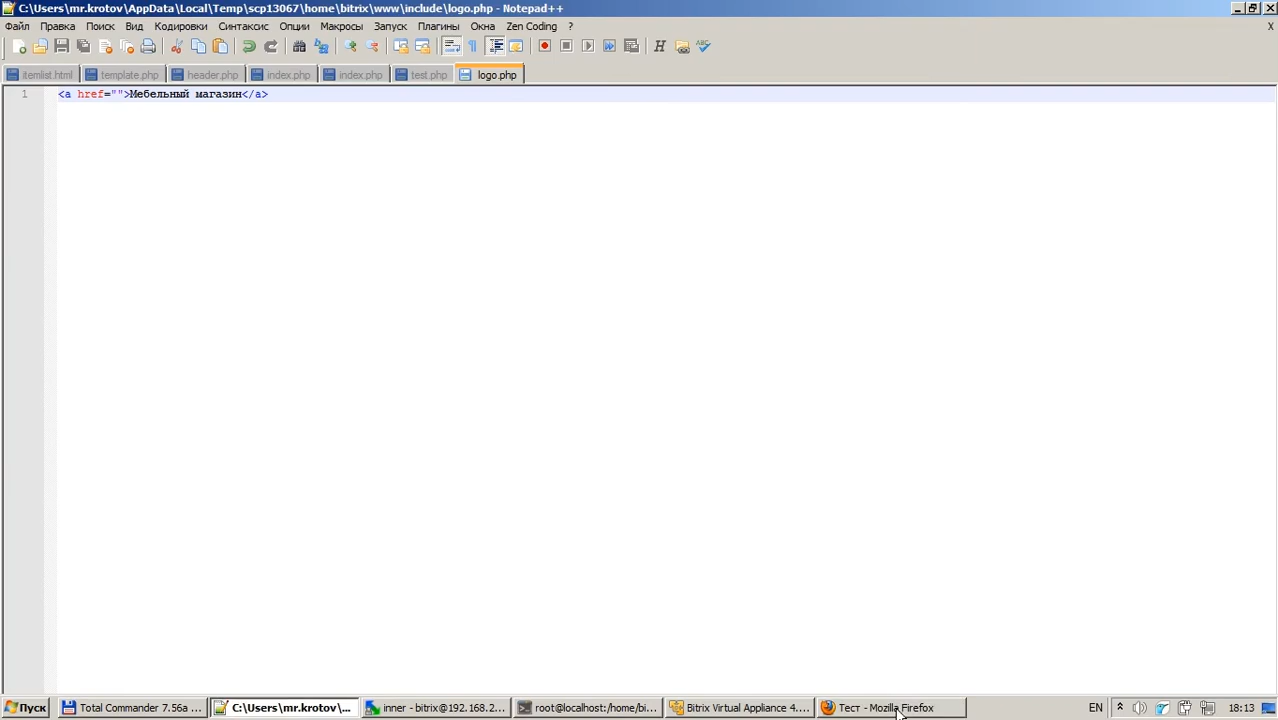 C:\Users\mr.krotov\AppData\Local\Temp\scp13067\home\bitrix\www\include\logo.php - Notepad++
Файл Правка Поиск Вид Кодировки Синтаксис Опции Макросы Запуск Плагины Окна Zen Coding ? X
itemlist.html template.php header.php index.php index.php test.php logo.php
1 <a href="">Мебельный магазин</a>
Пуск Total Commander 7.56a ... C:\Users\mr.krotov\... inner - bitrix@192.168.2... root@localhost:/home/bi... Bitrix Virtual Appliance 4.... Тест - Mozilla Firefox EN 18:13